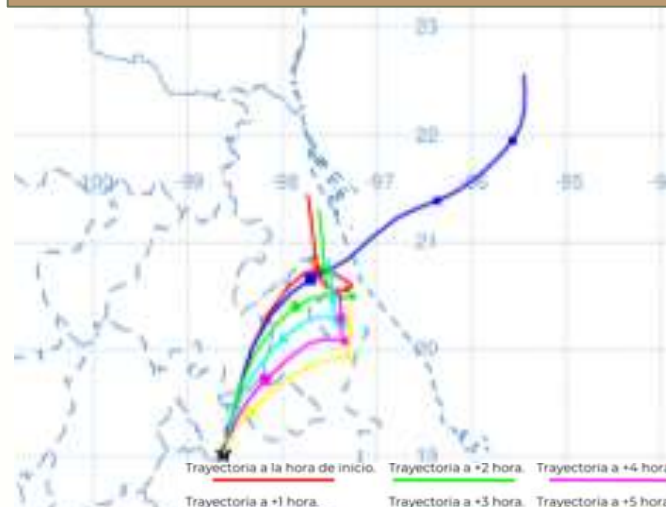 23
22
-100 -99 -98 -97 -96 -95
21
20
19
Trayectoria a la hora de inicio. Trayectoria a +2 hora. Trayectoria a +4 hora
Trayectoria a +1 hora. Trayectoria a +3 hora. Trayectoria a +5 hora